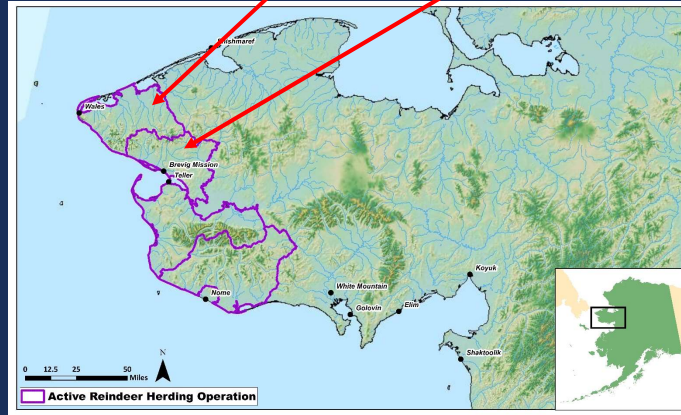 Shishmaref
Wales
Brevig Mission
Teller
Koyuk
White Mountain
Nome
Golovin
Elim
Shaktoolik
N
0 12.5 25 50
Miles
Active Reindeer Herding Operation